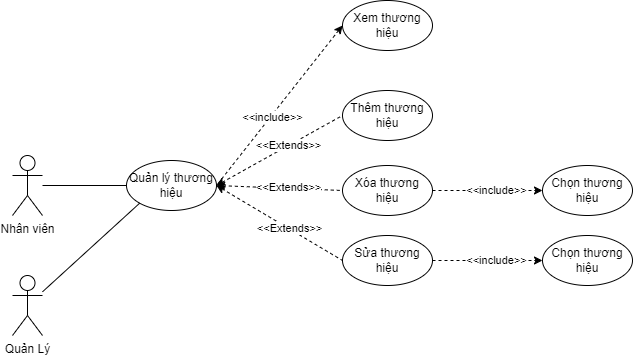 Xem thương
hiệu
<<include>>
Thêm thương
hiệu
<<Extends>>
Quản lý thương
hiệu
<<Extends>>
Xóa thương
hiệu
<<include>>
Chọn thương
hiệu
Nhân viên
<<Extends>>
Sửa thương
hiệu
<<include>>
Chọn thương
hiệu
Quản Lý